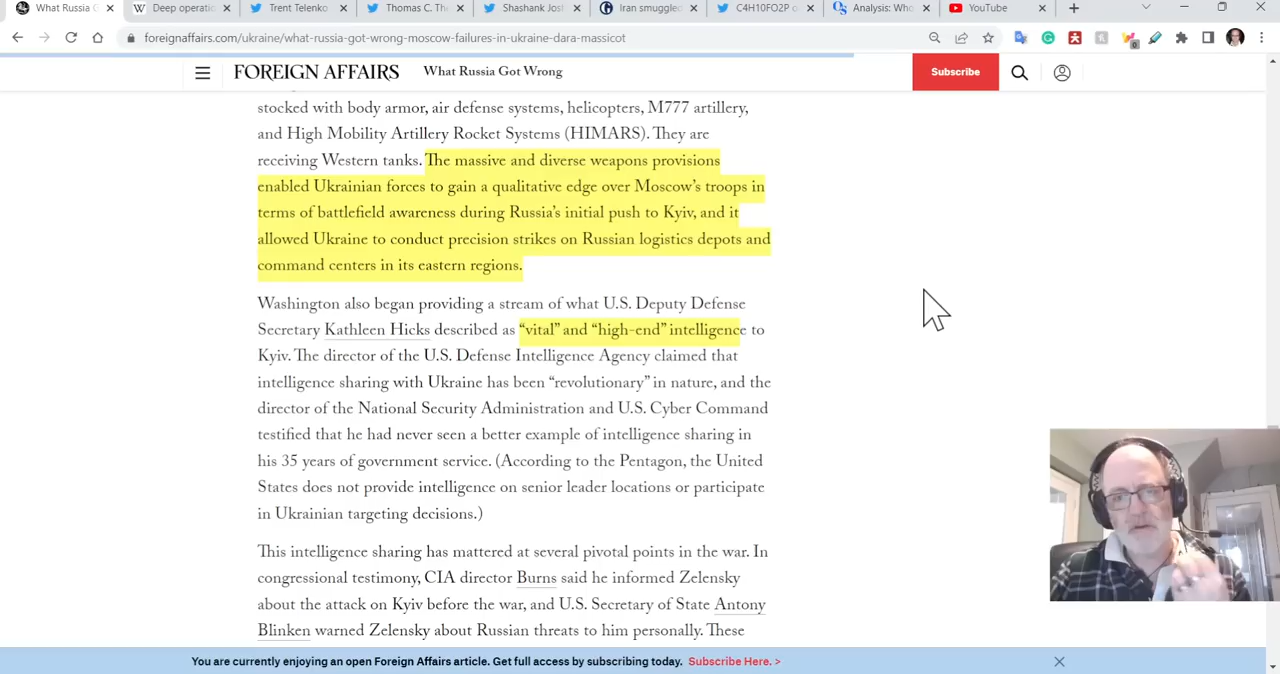 What Russia G
Deep operati
Trent Telenko
Thomas C. The
Shashank Josh
Iran smuggled
C4H10FO2P o
Analysis: Who
YouTube
foreignaffairs.com/ukraine/what-russia-got-wrong-moscow-failures-in-ukraine-dara-massicot
FOREIGN AFFAIRS
What Russia Got Wrong
Subscribe
stocked with body armor, air defense systems, helicopters, M777 artillery,
and High Mobility Artillery Rocket Systems (HIMARS). They are
receiving Western tanks. The massive and diverse weapons provisions
enabled Ukrainian forces to gain a qualitative edge over Moscow’s troops in
terms of battlefield awareness during Russia’s initial push to Kyiv, and it
allowed Ukraine to conduct precision strikes on Russian logistics depots and
command centers in its eastern regions.
Washington also began providing a stream of what U.S. Deputy Defense
Secretary Kathleen Hicks described as “vital” and “high-end” intelligence to
Kyiv. The director of the U.S. Defense Intelligence Agency claimed that
intelligence sharing with Ukraine has been “revolutionary” in nature, and the
director of the National Security Administration and U.S. Cyber Command
testified that he had never seen a better example of intelligence sharing in
his 35 years of government service. (According to the Pentagon, the United
States does not provide intelligence on senior leader locations or participate
in Ukrainian targeting decisions.)
This intelligence sharing has mattered at several pivotal points in the war. In
congressional testimony, CIA director Burns said he informed Zelensky
about the attack on Kyiv before the war, and U.S. Secretary of State Antony
Blinken warned Zelensky about Russian threats to him personally. These
You are currently enjoying an open Foreign Affairs article. Get full access by subscribing today. Subscribe Here. >